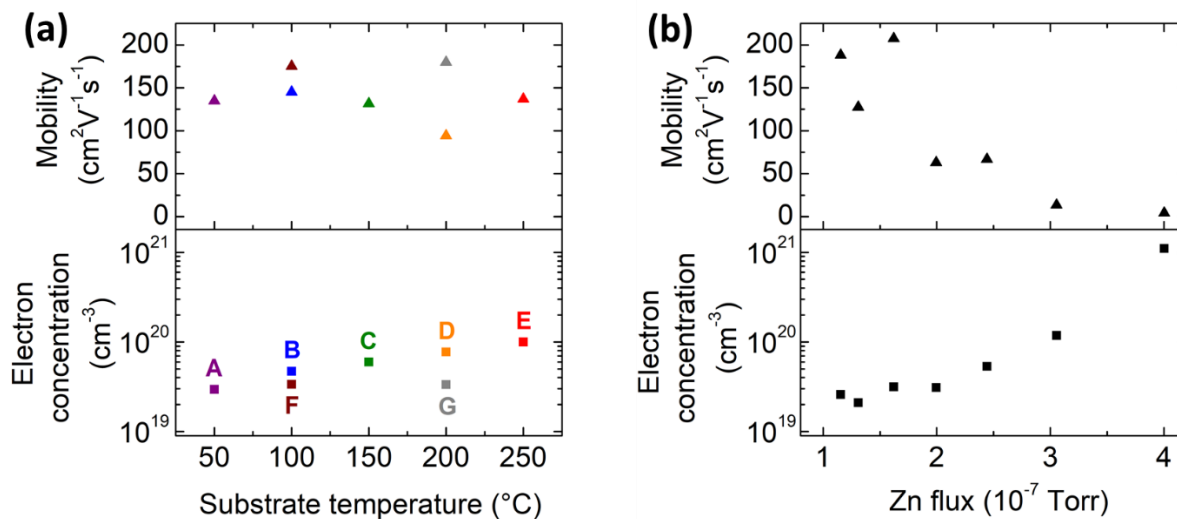 (a)
200
150
100
50
0
Mobility
(cm²V⁻¹s⁻¹)
10²¹
10²⁰
10¹⁹
Electron
concentration
(cm⁻³)
A
B
C
D
E
F
G
50 100 150 200 250
Substrate temperature (°C)
(b)
200
150
100
50
0
Mobility
(cm²V⁻¹s⁻¹)
10²¹
10²⁰
10¹⁹
Electron
concentration
(cm⁻³)
1 2 3 4
Zn flux (10⁻⁷ Torr)